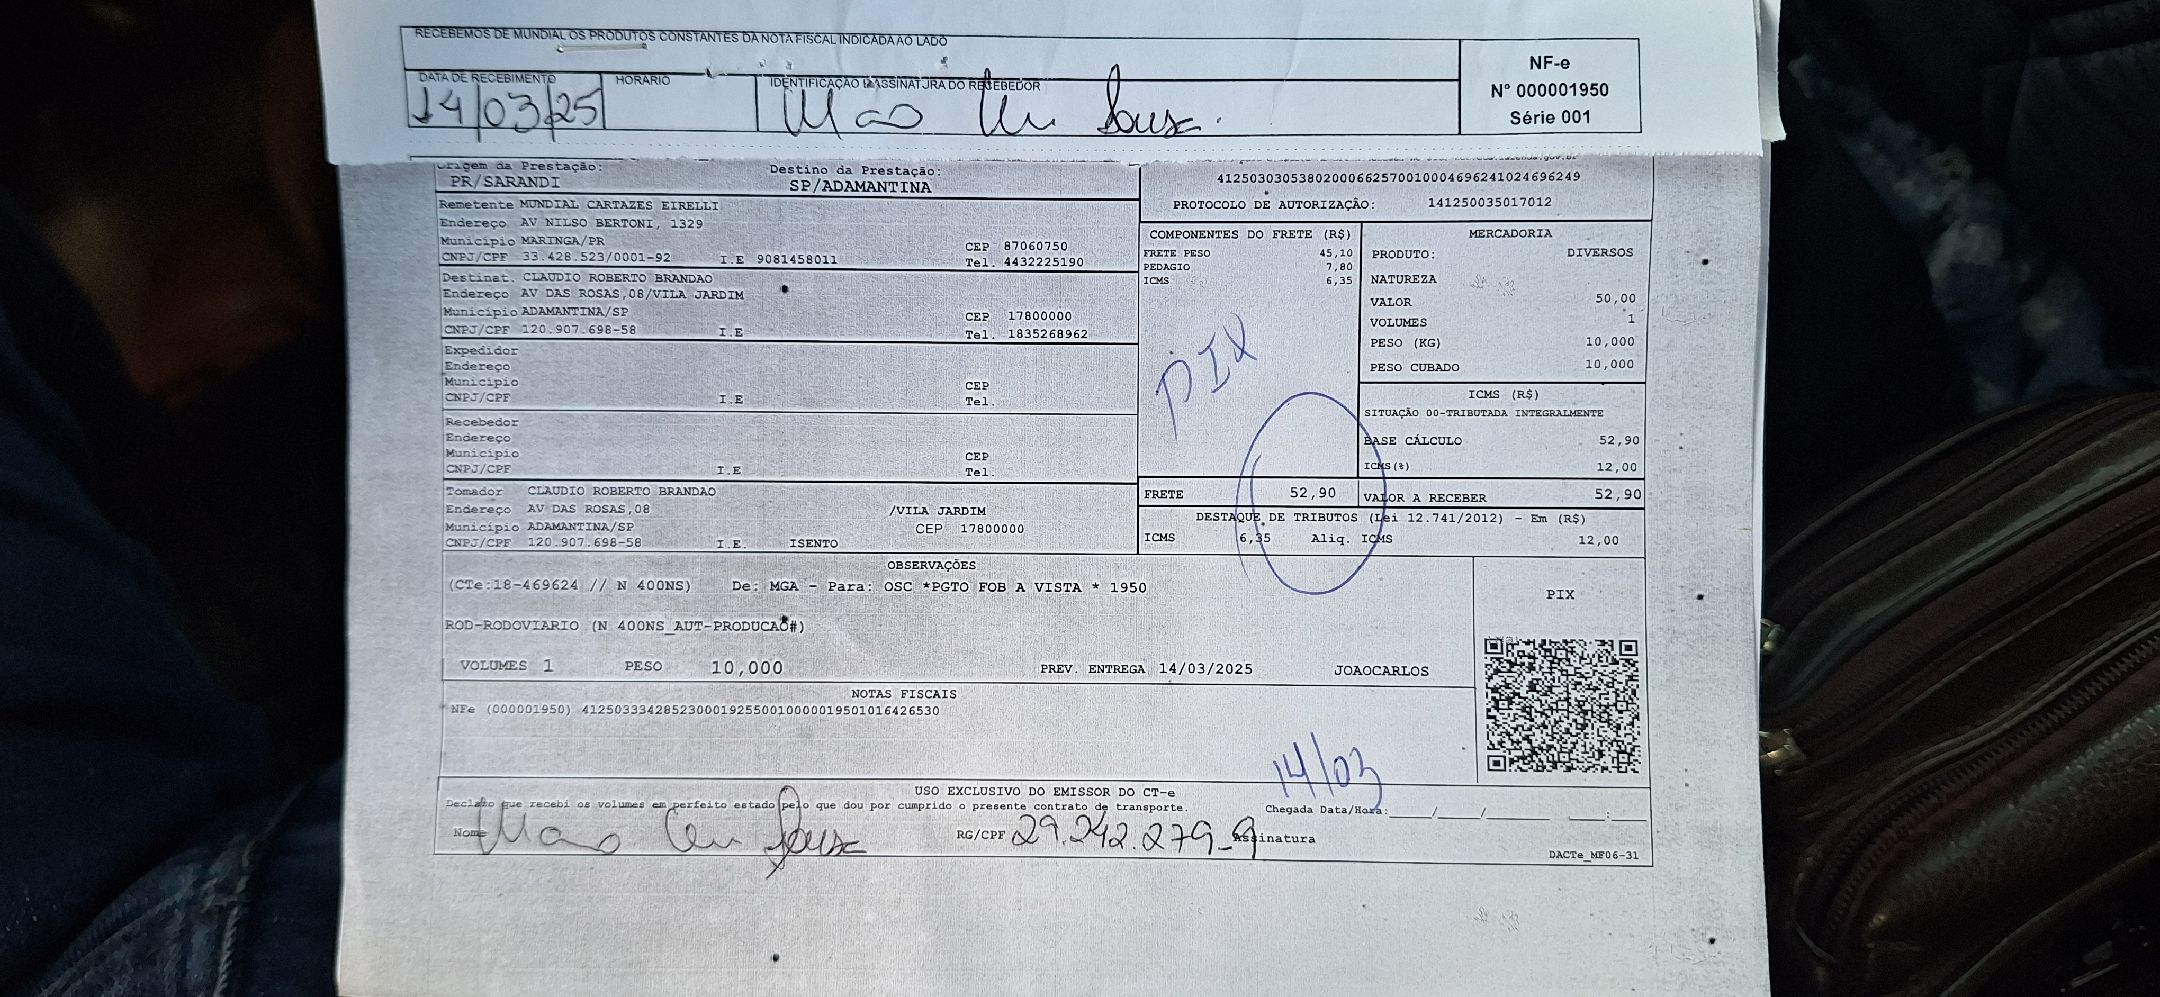 RECEBEMOS DE MUNDIAL OS PRODUTOS CONSTANTES DA NOTA FISCAL INDICADA AO LADO
DATA DE RECEBIMENTO
HORARIO
IDENTIFICAÇÃO E ASSINATURA DO RECEBEDOR
14/03/25
NF-e
N° 000001950
Série 001
Origem da Prestação:
PR/SARANDI
Destino da Prestação:
SP/ADAMANTINA
41250303053802000662570010004696241024696249
PROTOCOLO DE AUTORIZAÇÃO: 141250035017012
Remetente MUNDIAL CARTAZES EIRELLI
Endereço AV NILSO BERTONI, 1329
Municipio MARINGA/PR CEP 87060750
CNPJ/CPF 33.428.523/0001-92 I.E 9081458011 Tel. 4432225190
Destinat. CLAUDIO ROBERTO BRANDAO
Endereço AV DAS ROSAS,08/VILA JARDIM
Municipio ADAMANTINA/SP CEP 17800000
CNPJ/CPF 120.907.698-58 I.E Tel. 1835268962
Expedidor
Endereço
Municipio CEP
CNPJ/CPF I.E Tel.
Recebedor
Endereço
Municipio CEP
CNPJ/CPF I.E Tel.
Tomador CLAUDIO ROBERTO BRANDAO
Endereço AV DAS ROSAS,08 /VILA JARDIM
Municipio ADAMANTINA/SP CEP 17800000
CNPJ/CPF 120.907.698-58 I.E. ISENTO
COMPONENTES DO FRETE (R$)
FRETE PESO 45,10
PEDAGIO 7,80
ICMS 6,35
PIX
FRETE 52,90
MERCADORIA
PRODUTO: DIVERSOS
NATUREZA
VALOR 50,00
VOLUMES 1
PESO (KG) 10,000
PESO CUBADO 10,000
ICMS (R$)
SITUAÇÃO 00-TRIBUTADA INTEGRALMENTE
BASE CÁLCULO 52,90
ICMS(%) 12,00
VALOR A RECEBER 52,90
DESTAQUE DE TRIBUTOS (Lei 12.741/2012) - Em (R$)
ICMS 6,35 Aliq. ICMS 12,00
OBSERVAÇÕES
(CTe:18-469624 // N 400NS) De: MGA - Para: OSC *PGTO FOB A VISTA * 1950
ROD-RODOVIARIO (N 400NS_AUT-PRODUCAO#)
VOLUMES 1 PESO 10,000 PREV. ENTREGA 14/03/2025 JOAOCARLOS
PIX
NOTAS FISCAIS
NFe (000001950) 41250333428523000192550010000019501016426530
14/03
USO EXCLUSIVO DO EMISSOR DO CT-e
Declaro que recebi os volumes em perfeito estado pelo que dou por cumprido o presente contrato de transporte.
Chegada Data/Hora:____/____/______ ____:____
Nome
RG/CPF 29.242.279-9 Assinatura
DACTe_MF06-31